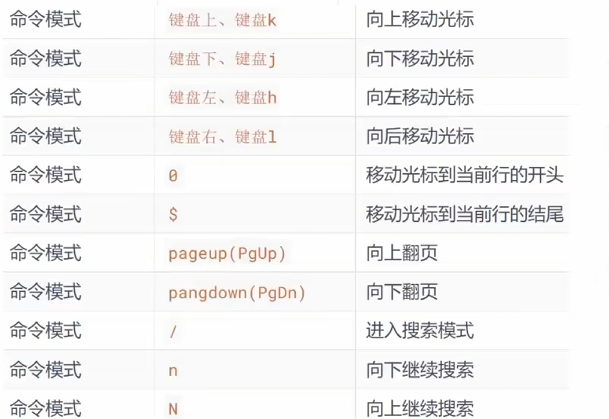 命令模式 键盘上、键盘k 向上移动光标
命令模式 键盘下、键盘j 向下移动光标
命令模式 键盘左、键盘h 向左移动光标
命令模式 键盘右、键盘l 向后移动光标
命令模式 0 移动光标到当前行的开头
命令模式 $ 移动光标到当前行的结尾
命令模式 pageup(PgUp) 向上翻页
命令模式 pangdown(PgDn) 向下翻页
命令模式 / 进入搜索模式
命令模式 n 向下继续搜索
命令模式 N 向上继续搜索